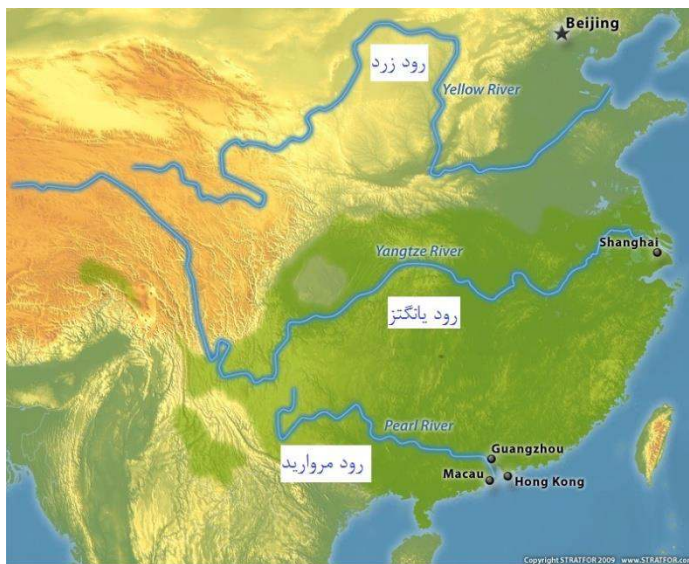 Beijing
رود زرد
Yellow River
Yangtze River
Shanghai
رود یانگتز
Pearl River
رود مروارید
Guangzhou
Macau
Hong Kong
Copyright STRATFOR 2009 www.STRATFOR.com